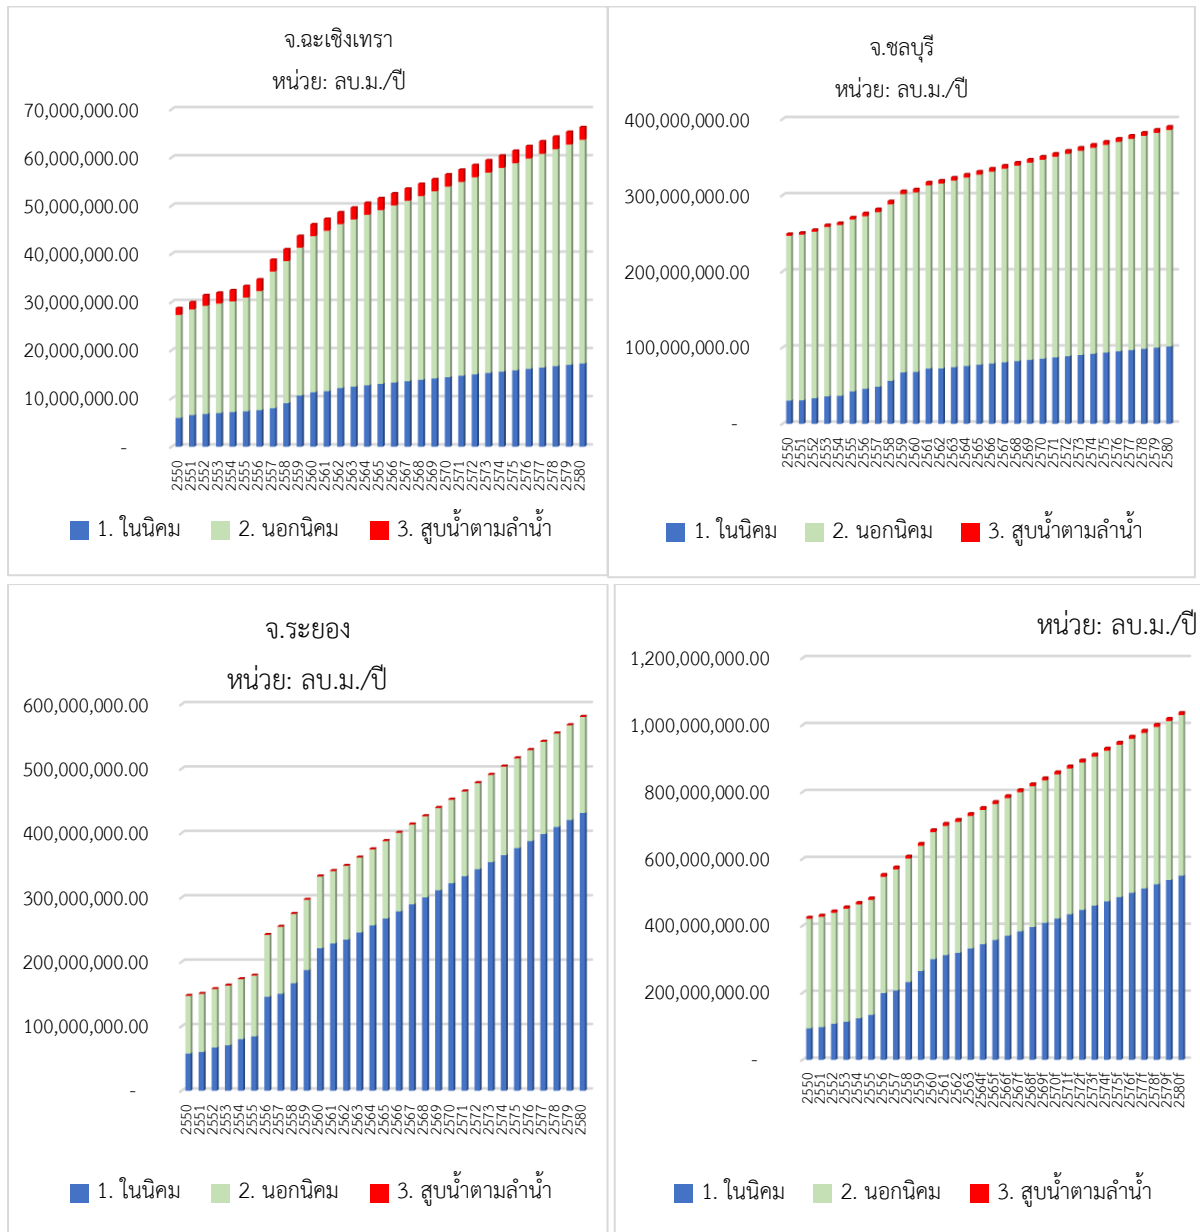 จ.ฉะเชิงเทรา
หน่วย: ลบ.ม./ปี
70,000,000.00
60,000,000.00
50,000,000.00
40,000,000.00
30,000,000.00
20,000,000.00
10,000,000.00
-
2550 2551 2552 2553 2554 2555 2556 2557 2558 2559 2560 2561 2562 2563 2564 2565 2566 2567 2568 2569 2570 2571 2572 2573 2574 2575 2576 2577 2578 2579 2580
1. ในนิคม 2. นอกนิคม 3. สูบน้ำตามลำน้ำ
จ.ชลบุรี
หน่วย: ลบ.ม./ปี
400,000,000.00
300,000,000.00
200,000,000.00
100,000,000.00
-
2550 2551 2552 2553 2554 2555 2556 2557 2558 2559 2560 2561 2562 2563 2564 2565 2566 2567 2568 2569 2570 2571 2572 2573 2574 2575 2576 2577 2578 2579 2580
1. ในนิคม 2. นอกนิคม 3. สูบน้ำตามลำน้ำ
จ.ระยอง
หน่วย: ลบ.ม./ปี
600,000,000.00
500,000,000.00
400,000,000.00
300,000,000.00
200,000,000.00
100,000,000.00
-
2550 2551 2552 2553 2554 2555 2556 2557 2558 2559 2560 2561 2562 2563 2564 2565 2566 2567 2568 2569 2570 2571 2572 2573 2574 2575 2576 2577 2578 2579 2580
1. ในนิคม 2. นอกนิคม 3. สูบน้ำตามลำน้ำ
หน่วย: ลบ.ม./ปี
1,200,000,000.00
1,000,000,000.00
800,000,000.00
600,000,000.00
400,000,000.00
200,000,000.00
-
2550 2551 2552 2553 2554 2555 2556 2557 2558 2559 2560 2561 2562 2563 2564f 2565f 2566f 2567f 2568f 2569f 2570f 2571f 2572f 2573f 2574f 2575f 2576f 2577f 2578f 2579f 2580f
1. ในนิคม 2. นอกนิคม 3. สูบน้ำตามลำน้ำ